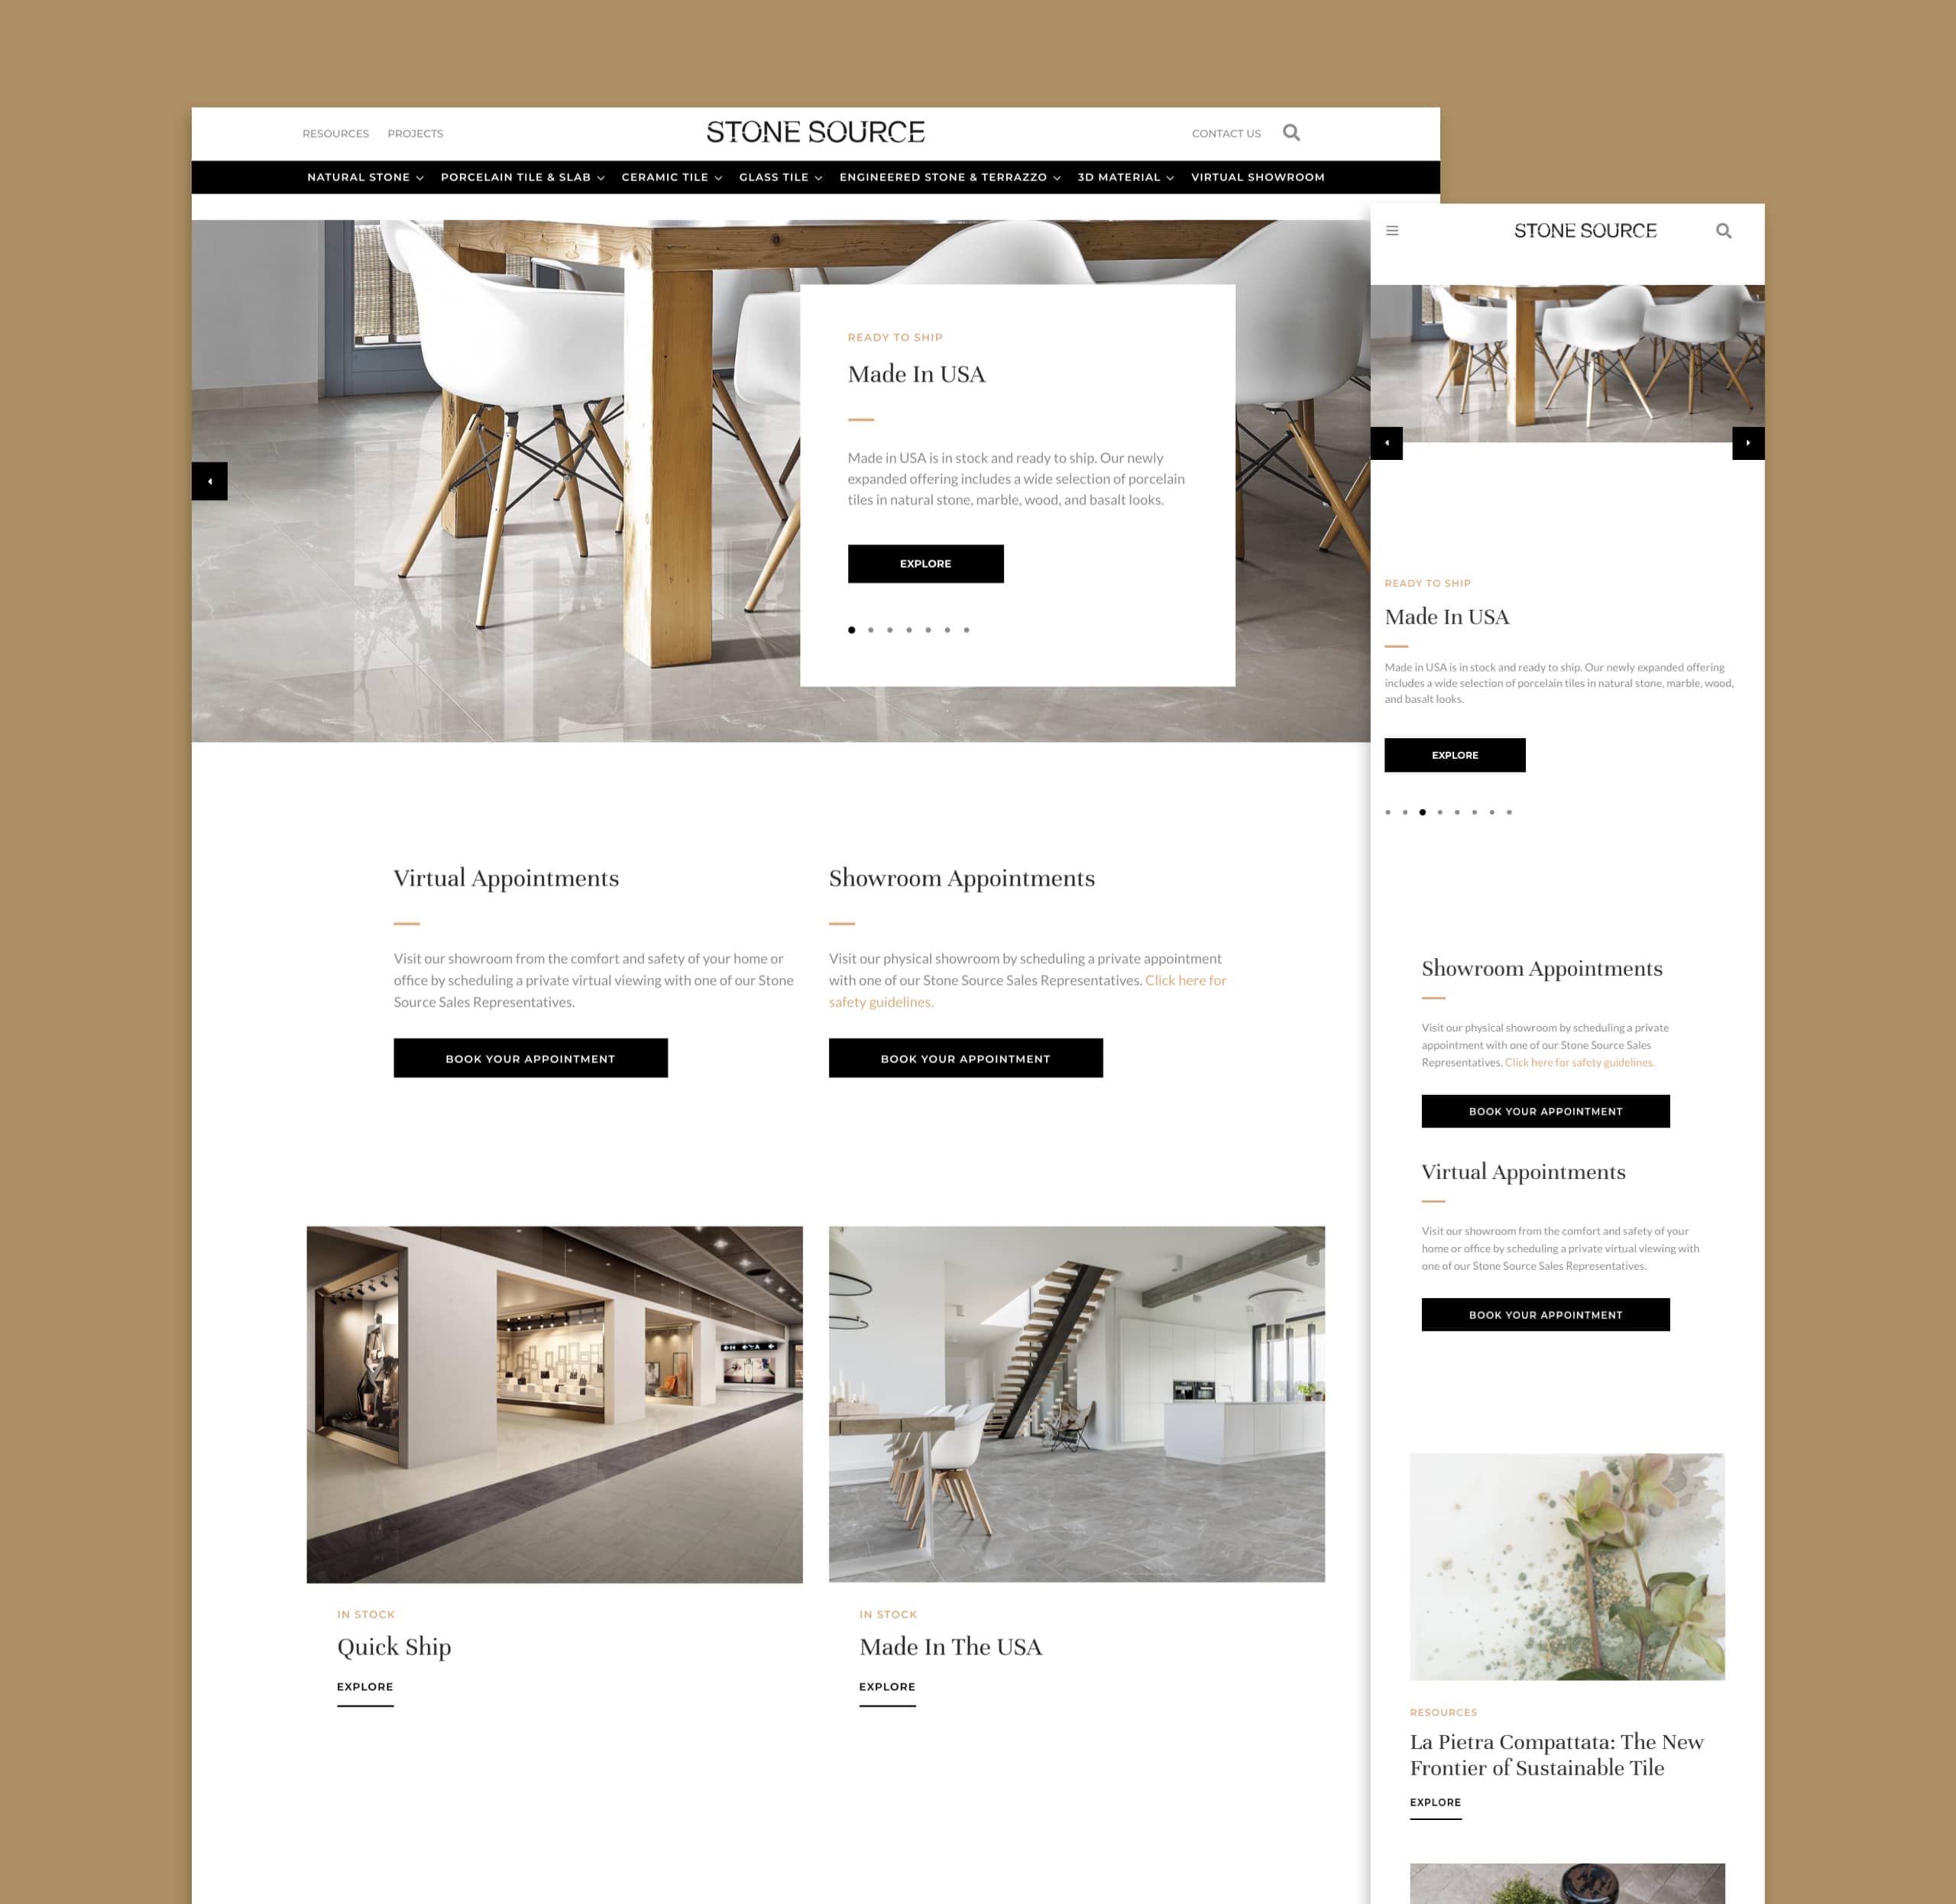 RESOURCES PROJECTS STONE SOURCE CONTACT US
NATURAL STONE PORCELAIN TILE & SLAB CERAMIC TILE GLASS TILE ENGINEERED STONE & TERRAZZO 3D MATERIAL VIRTUAL SHOWROOM
READY TO SHIP
Made In USA
Made in USA is in stock and ready to ship. Our newly
expanded offering includes a wide selection of porcelain
tiles in natural stone, marble, wood, and basalt looks.
EXPLORE
Virtual Appointments
Visit our showroom from the comfort and safety of your home or
office by scheduling a private virtual viewing with one of our Stone
Source Sales Representatives.
BOOK YOUR APPOINTMENT
Showroom Appointments
Visit our physical showroom by scheduling a private appointment
with one of our Stone Source Sales Representatives. Click here for
safety guidelines.
BOOK YOUR APPOINTMENT
IN STOCK
Quick Ship
EXPLORE
IN STOCK
Made In The USA
EXPLORE
STONE SOURCE
READY TO SHIP
Made In USA
Made in USA is in stock and ready to ship. Our newly expanded offering
includes a wide selection of porcelain tiles in natural stone, marble, wood,
and basalt looks.
EXPLORE
Showroom Appointments
Visit our physical showroom by scheduling a private
appointment with one of our Stone Source Sales
Representatives. Click here for safety guidelines.
BOOK YOUR APPOINTMENT
Virtual Appointments
Visit our showroom from the comfort and safety of your
home or office by scheduling a private virtual viewing with
one of our Stone Source Sales Representatives.
BOOK YOUR APPOINTMENT
RESOURCES
La Pietra Compattata: The New
Frontier of Sustainable Tile
EXPLORE